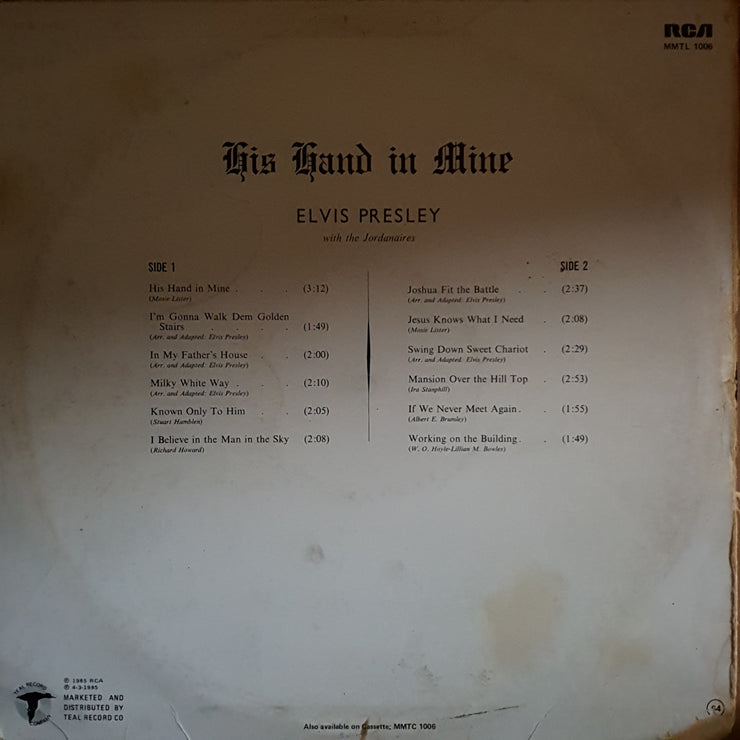 RCA
MMTL 1006
His Hand in Mine
ELVIS PRESLEY
with the Jordanaires
SIDE 1
His Hand in Mine . . . (3:12)
(Mosie Lister)
I'm Gonna Walk Dem Golden
Stairs . . . . (1:49)
(Arr. and Adapted: Elvis Presley)
In My Father's House . . (2:00)
(Arr. and Adapted: Elvis Presley)
Milky White Way . . . (2:10)
(Arr. and Adapted: Elvis Presley)
Known Only To Him . . (2:05)
(Stuart Hamblen)
I Believe in the Man in the Sky (2:08)
(Richard Howard)
SIDE 2
Joshua Fit the Battle . . (2:37)
(Arr. and Adapted: Elvis Presley)
Jesus Knows What I Need . (2:08)
(Mosie Lister)
Swing Down Sweet Chariot . (2:29)
(Arr. and Adapted: Elvis Presley)
Mansion Over the Hill Top . (2:53)
(Ira Stanphill)
If We Never Meet Again . . (1:55)
(Albert E. Brumley)
Working on the Building . . (1:49)
(W. O. Hoyle-Lillian M. Bowles)
TEAL RECORD
COMPANY
℗ 1985 RCA
℗ 4-3-1985
MARKETED AND
DISTRIBUTED BY
TEAL RECORD CO
Also available on Cassette; MMTC 1006